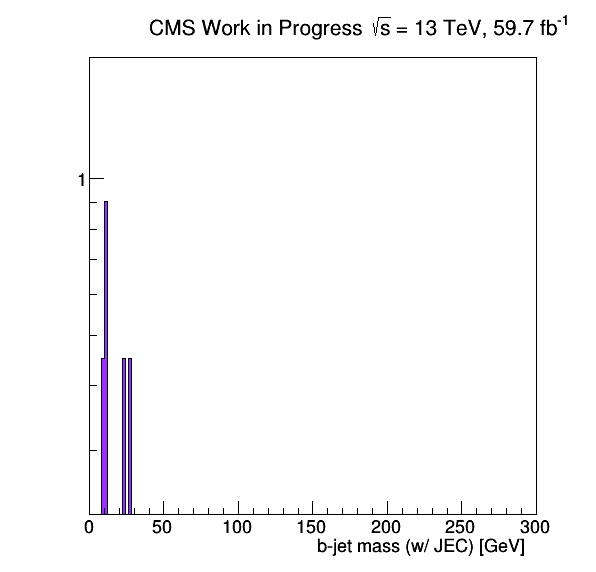 CMS Work in Progress √s = 13 TeV, 59.7 fb⁻¹
1
0 50 100 150 200 250 300
b-jet mass (w/ JEC) [GeV]